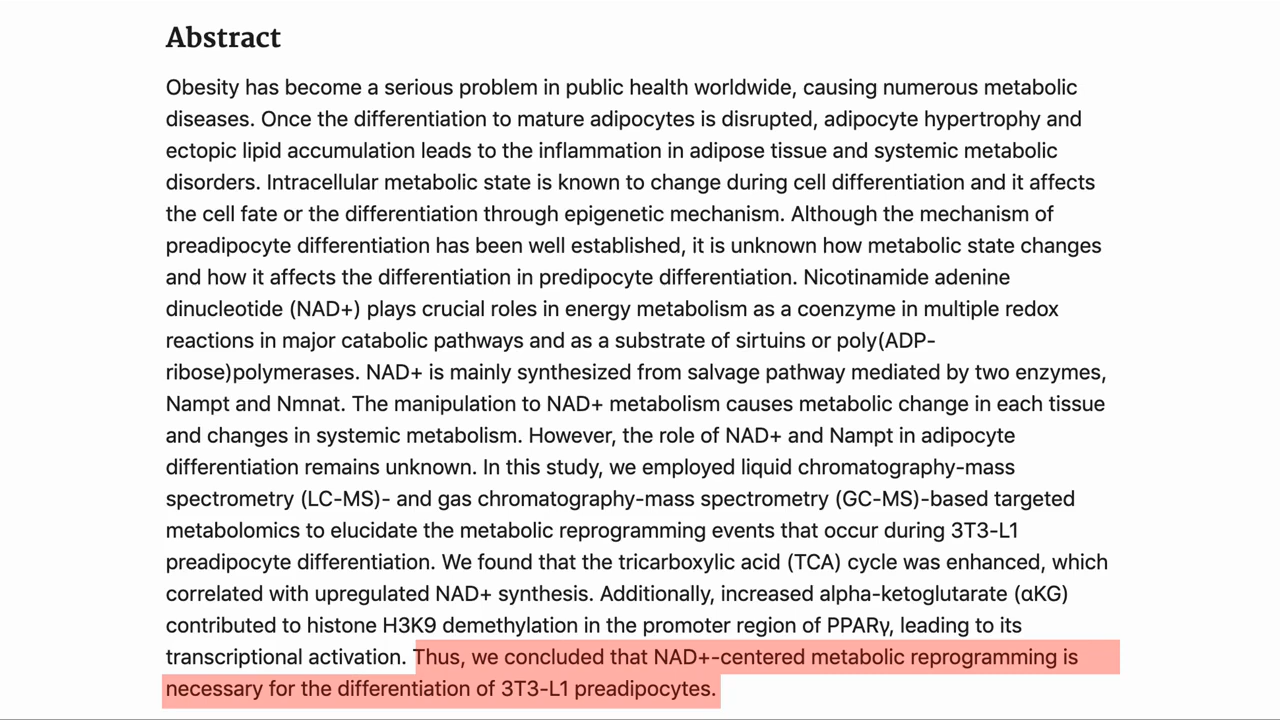 Abstract
Obesity has become a serious problem in public health worldwide, causing numerous metabolic
diseases. Once the differentiation to mature adipocytes is disrupted, adipocyte hypertrophy and
ectopic lipid accumulation leads to the inflammation in adipose tissue and systemic metabolic
disorders. Intracellular metabolic state is known to change during cell differentiation and it affects
the cell fate or the differentiation through epigenetic mechanism. Although the mechanism of
preadipocyte differentiation has been well established, it is unknown how metabolic state changes
and how it affects the differentiation in predipocyte differentiation. Nicotinamide adenine
dinucleotide (NAD+) plays crucial roles in energy metabolism as a coenzyme in multiple redox
reactions in major catabolic pathways and as a substrate of sirtuins or poly(ADP-
ribose)polymerases. NAD+ is mainly synthesized from salvage pathway mediated by two enzymes,
Nampt and Nmnat. The manipulation to NAD+ metabolism causes metabolic change in each tissue
and changes in systemic metabolism. However, the role of NAD+ and Nampt in adipocyte
differentiation remains unknown. In this study, we employed liquid chromatography-mass
spectrometry (LC-MS)- and gas chromatography-mass spectrometry (GC-MS)-based targeted
metabolomics to elucidate the metabolic reprogramming events that occur during 3T3-L1
preadipocyte differentiation. We found that the tricarboxylic acid (TCA) cycle was enhanced, which
correlated with upregulated NAD+ synthesis. Additionally, increased alpha-ketoglutarate (αKG)
contributed to histone H3K9 demethylation in the promoter region of PPARγ, leading to its
transcriptional activation. Thus, we concluded that NAD+-centered metabolic reprogramming is
necessary for the differentiation of 3T3-L1 preadipocytes.